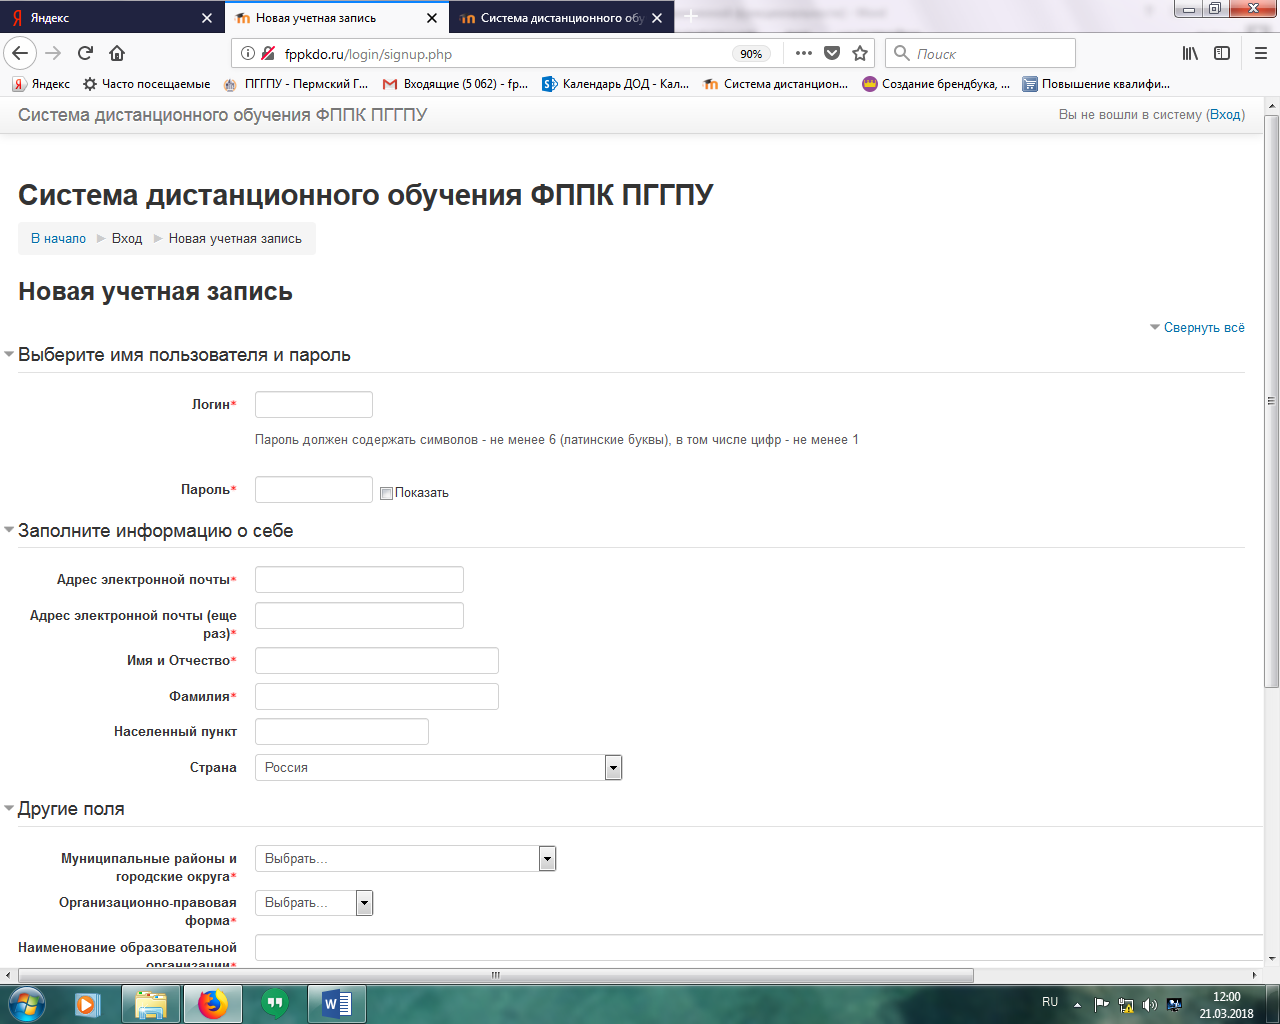 Яндекс
Новая учетная запись
Система дистанционного обу
fppkdo.ru/login/signup.php
90%
Поиск
Яндекс
Часто посещаемые
ПГГПУ - Пермский Г...
Входящие (5 062) - fp...
Календарь ДОД - Кал...
Система дистанцион...
Создание брендбука, ...
Повышение квалифи...
Система дистанционного обучения ФППК ПГГПУ
Вы не вошли в систему (Вход)
Система дистанционного обучения ФППК ПГГПУ
В начало ► Вход ► Новая учетная запись
Новая учетная запись
Свернуть всё
Выберите имя пользователя и пароль
Логин*
Пароль должен содержать символов - не менее 6 (латинские буквы), в том числе цифр - не менее 1
Пароль*
Показать
Заполните информацию о себе
Адрес электронной почты*
Адрес электронной почты (еще
раз)*
Имя и Отчество*
Фамилия*
Населенный пункт
Страна
Россия
Другие поля
Муниципальные районы и
городские округа*
Выбрать...
Организационно-правовая
форма*
Выбрать...
Наименование образовательной
организации*
RU
12:00
21.03.2018